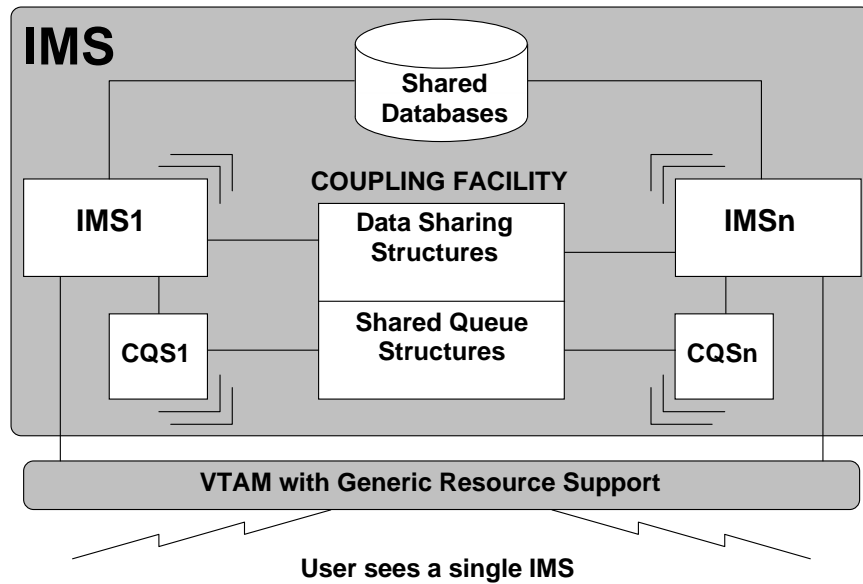 IMS
Shared
Databases
COUPLING FACILITY
IMS1
Data Sharing
Structures
IMSn
CQS1
Shared Queue
Structures
CQSn
VTAM with Generic Resource Support
User sees a single IMS